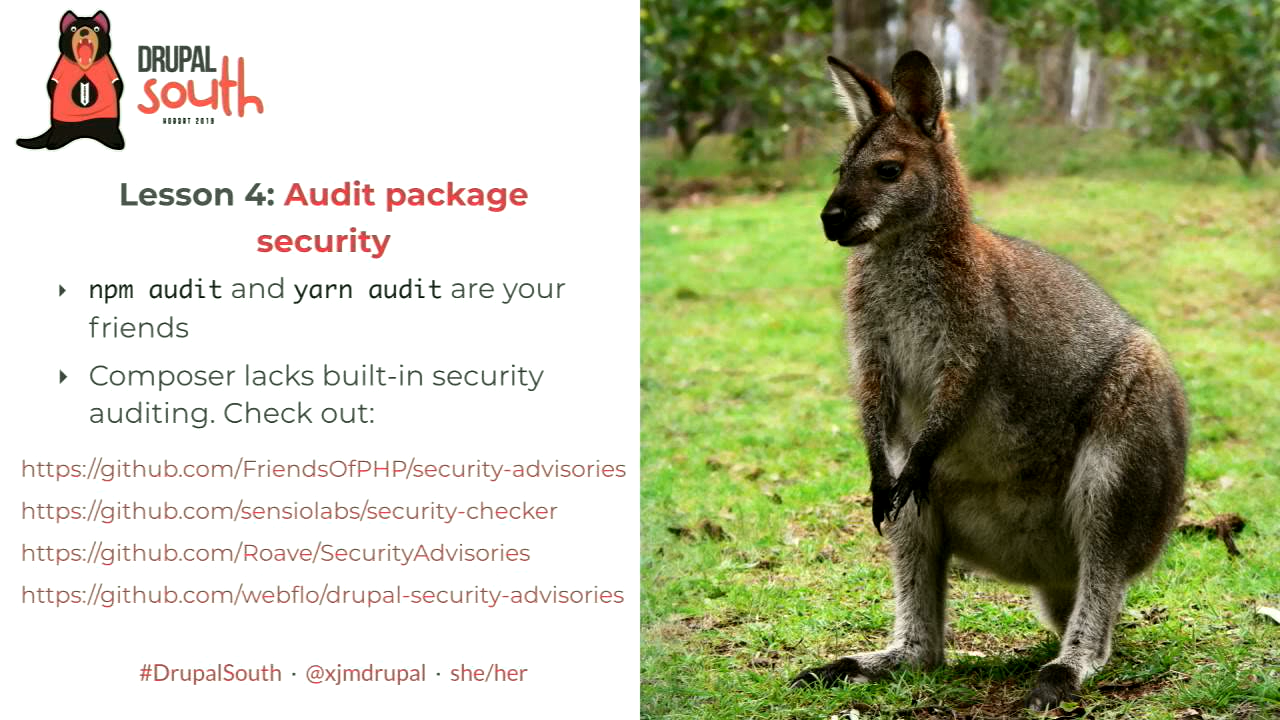 DRUPAL
south
HOBART 2019
Lesson 4: Audit package
security
npm audit and yarn audit are your
friends
Composer lacks built-in security
auditing. Check out:
https://github.com/FriendsOfPHP/security-advisories
https://github.com/sensiolabs/security-checker
https://github.com/Roave/SecurityAdvisories
https://github.com/webflo/drupal-security-advisories
#DrupalSouth · @xjmdrupal · she/her